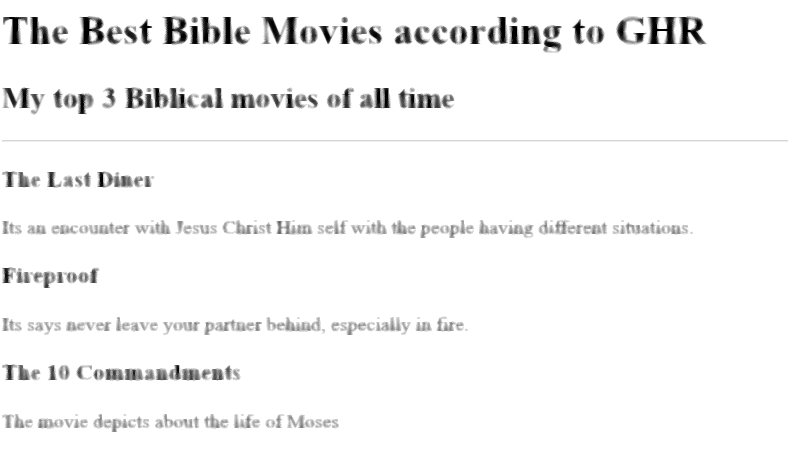 The Best Bible Movies according to GHR
My top 3 Biblical movies of all time
The Last Diner
Its an encounter with Jesus Christ Him self with the people having different situations.
Fireproof
Its says never leave your partner behind, especially in fire.
The 10 Commandments
The movie depicts about the life of Moses